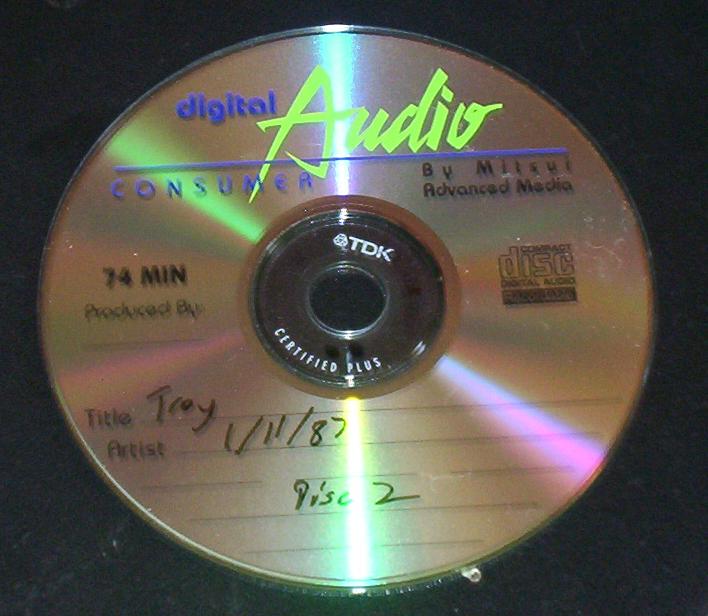 digital Audio
CONSUMER
By Mitsui
Advanced Media
TDK
COMPACT
disc
DIGITAL AUDIO
74 MIN
Produced By:
CERTIFIED PLUS
Title Troy
1/11/87
Artist
Disc 2